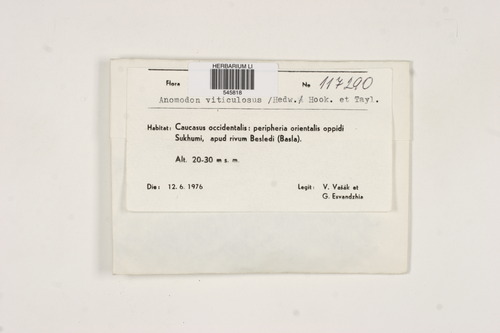 HERBARIUM LI
545818
Flora No 117290
Anomodon viticulosus /Hedw./ Hook. et Tayl.
Habitat: Caucasus occidentalis: peripheria orientalis oppidi
Sukhumi, apud rivum Besledi (Basla).
Alt. 20-30 m s. m.
Die: 12. 6. 1976 Legit: V. Vašák et
G. Esvandzhia